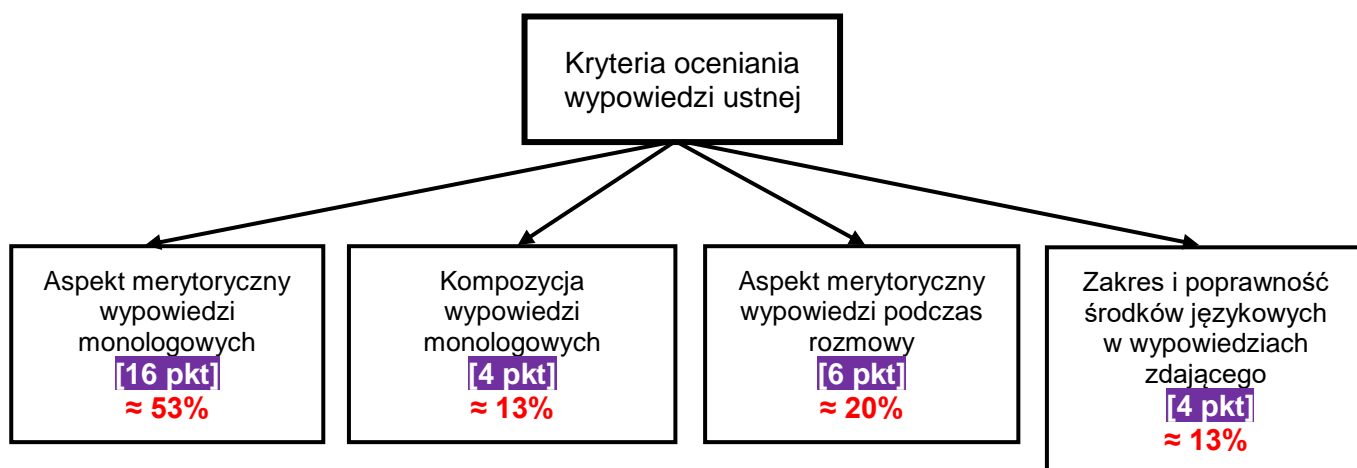 Kryteria oceniania
wypowiedzi ustnej
Aspekt merytoryczny
wypowiedzi
monologowych
[16 pkt]
≈ 53%
Kompozycja
wypowiedzi
monologowych
[4 pkt]
≈ 13%
Aspekt merytoryczny
wypowiedzi podczas
rozmowy
[6 pkt]
≈ 20%
Zakres i poprawność
środków językowych
w wypowiedziach
zdającego
[4 pkt]
≈ 13%